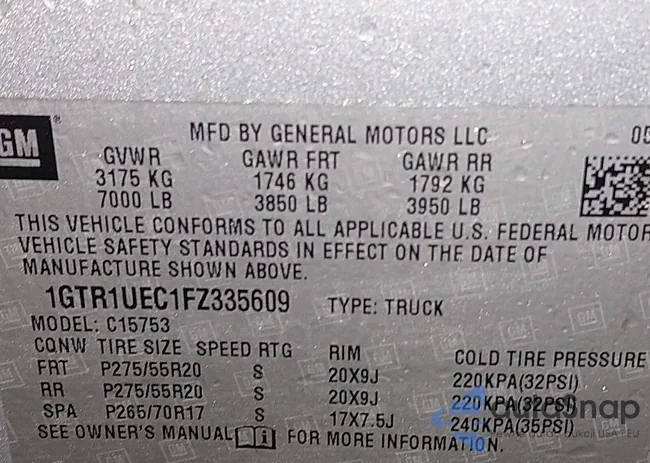 GM ®
MFD BY GENERAL MOTORS LLC 05
GVWR GAWR FRT GAWR RR
3175 KG 1746 KG 1792 KG
7000 LB 3850 LB 3950 LB
THIS VEHICLE CONFORMS TO ALL APPLICABLE U.S. FEDERAL MOTOR
VEHICLE SAFETY STANDARDS IN EFFECT ON THE DATE OF
MANUFACTURE SHOWN ABOVE.
1GTR1UEC1FZ335609 TYPE: TRUCK
MODEL: C15753
CQNW TIRE SIZE SPEED RTG RIM COLD TIRE PRESSURE
FRT P275/55R20 S 20X9J 220KPA(32PSI)
RR P275/55R20 S 20X9J 220KPA(32PSI)
SPA P265/70R17 S 17X7.5J 240KPA(35PSI)
SEE OWNER'S MANUAL FOR MORE INFORMATION.
autoSnap